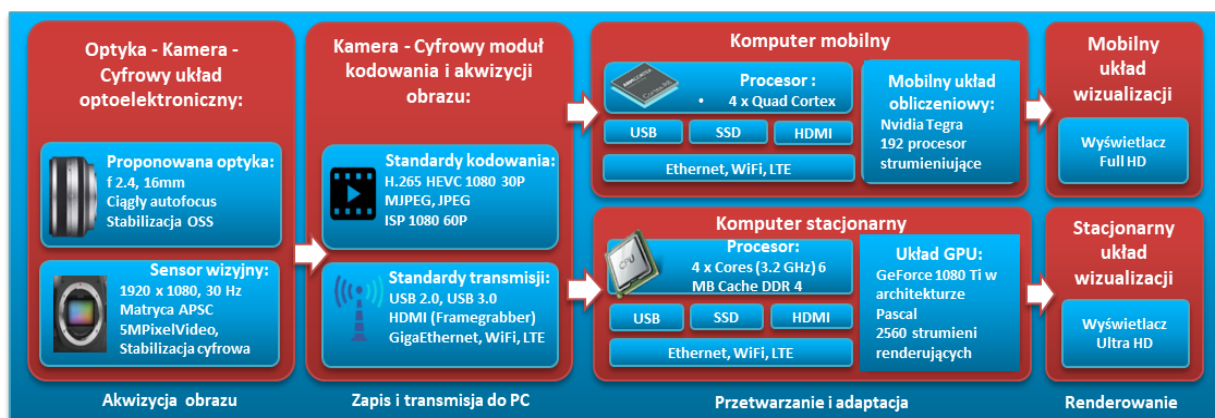 Optyka - Kamera -
Cyfrowy układ
optoelektroniczny:
Proponowana optyka:
f 2.4, 16mm
Ciągły autofocus
Stabilizacja OSS
Sensor wizyjny:
1920 x 1080, 30 Hz
Matryca APSC
5MPixelVideo,
Stabilizacja cyfrowa
Akwizycja obrazu
Kamera - Cyfrowy moduł
kodowania i akwizycji
obrazu:
Standardy kodowania:
H.265 HEVC 1080 30P
MJPEG, JPEG
ISP 1080 60P
Standardy transmisji:
USB 2.0, USB 3.0
HDMI (Framegrabber)
GigaEthernet, WiFi, LTE
Zapis i transmisja do PC
Komputer mobilny
Procesor :
• 4 x Quad Cortex
USB
SSD
HDMI
Ethernet, WiFi, LTE
Mobilny układ
obliczeniowy:
Nvidia Tegra
192 procesor
strumieniujące
Komputer stacjonarny
CPU
Procesor:
4 x Cores (3.2 GHz) 6
MB Cache DDR 4
USB
SSD
HDMI
Ethernet, WiFi, LTE
Układ GPU:
GeForce 1080 Ti w
architekturze
Pascal
2560 strumieni
renderujących
Przetwarzanie i adaptacja
Mobilny
układ
wizualizacji
Wyświetlacz
Full HD
Stacjonarny
układ
wizualizacji
Wyświetlacz
Ultra HD
Renderowanie